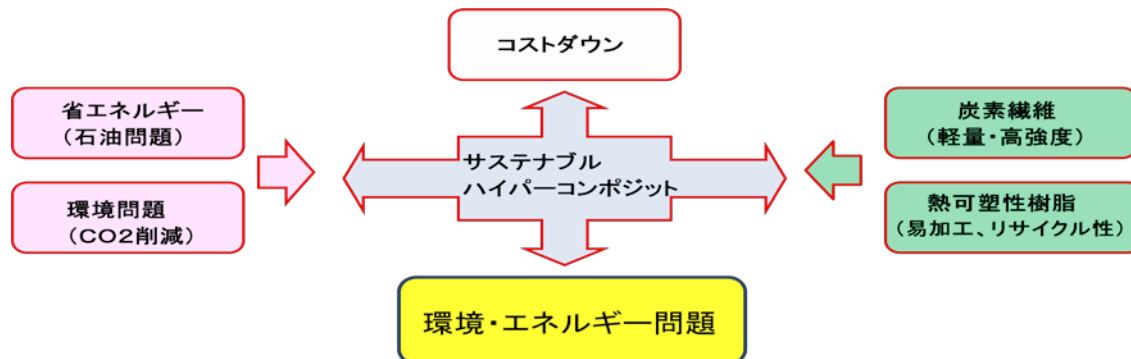 コストダウン
省エネルギー
（石油問題）
環境問題
（CO2削減）
サステナブル
ハイパーコンポジット
炭素繊維
（軽量・高強度）
熱可塑性樹脂
（易加工、リサイクル性）
環境・エネルギー問題